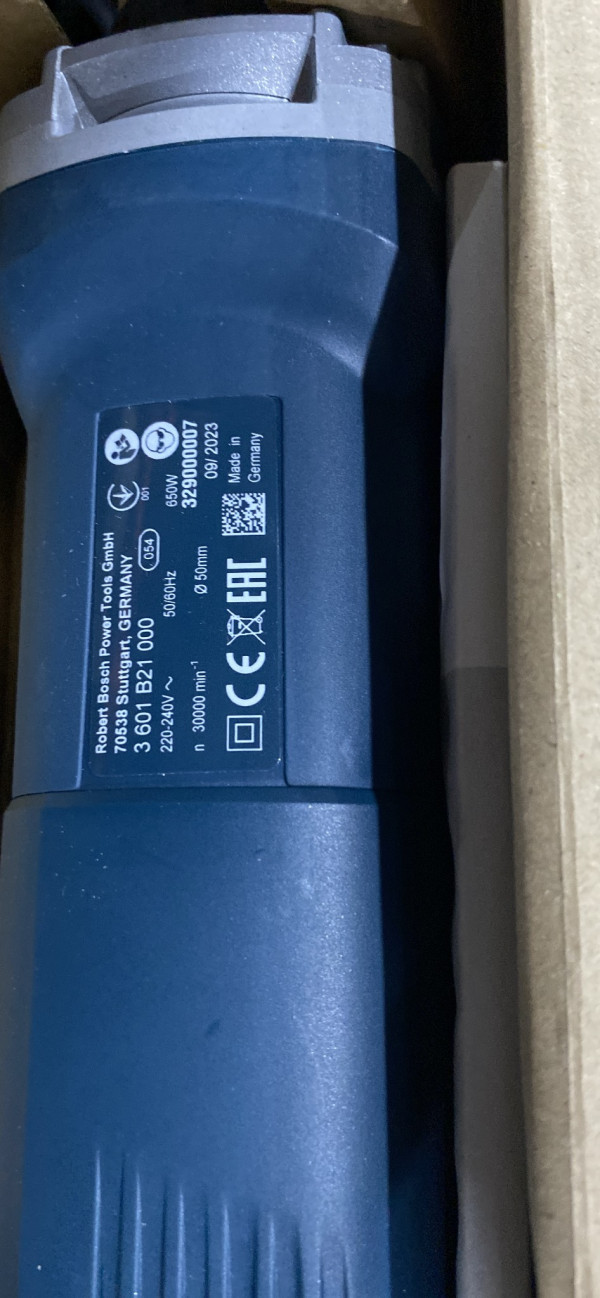 Robert Bosch Power Tools GmbH
70538 Stuttgart, GERMANY
3 601 B21 000
054
001
220-240V ~ 50/60Hz 650W
329000007
n 30000 min⁻¹ Ø 50mm 09/2023
CE EAC
Made in
Germany